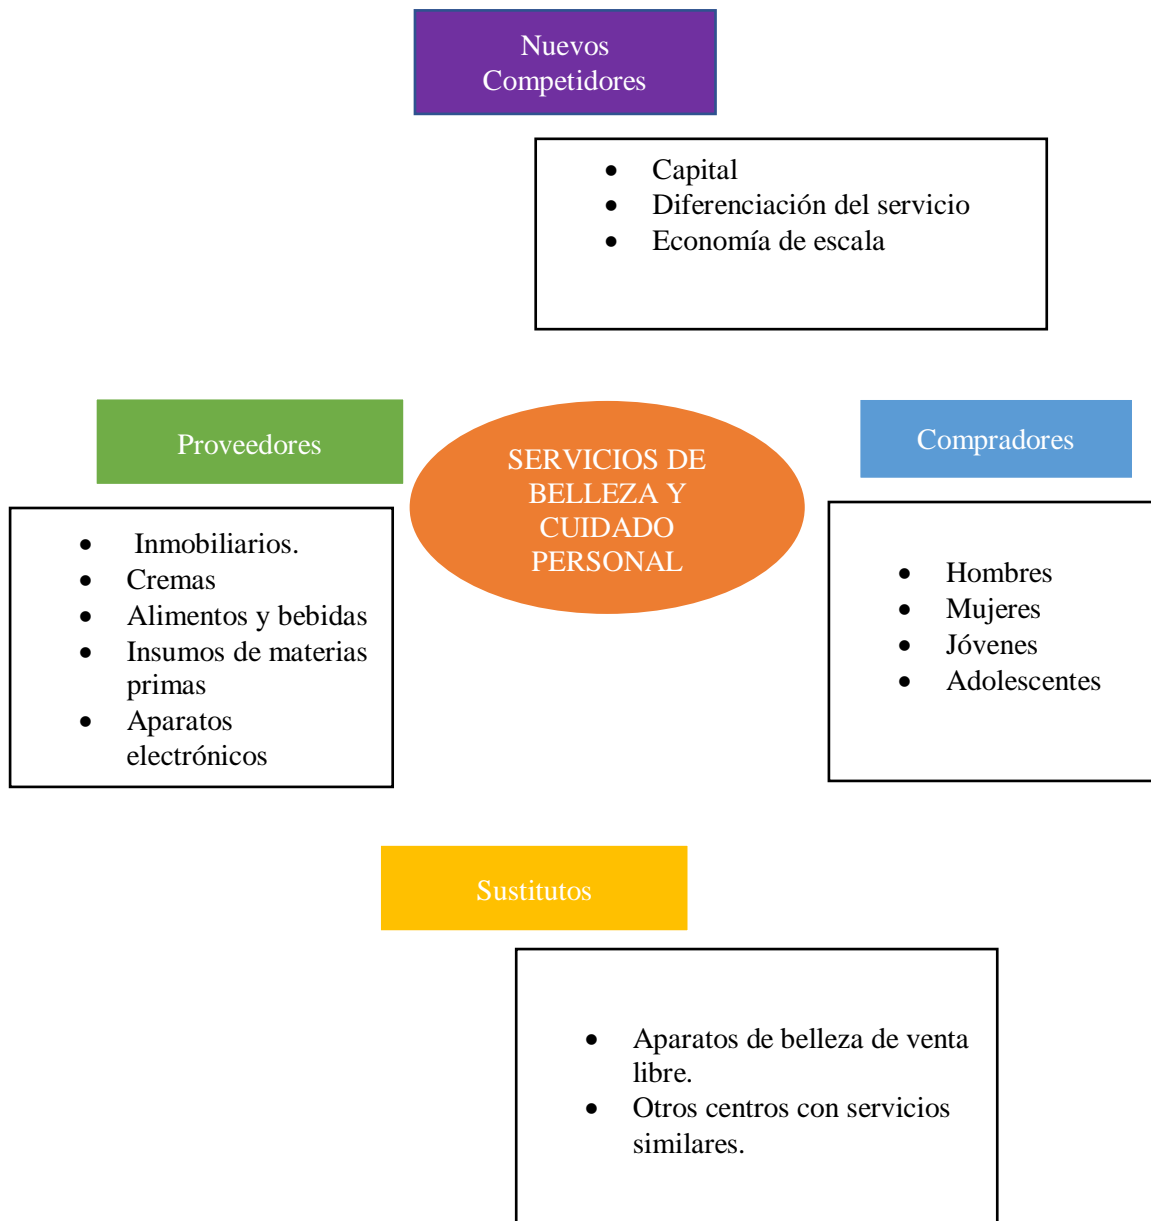 Nuevos
Competidores
• Capital
• Diferenciación del servicio
• Economía de escala
Proveedores
• Inmobiliarios.
• Cremas
• Alimentos y bebidas
• Insumos de materias
primas
• Aparatos
electrónicos
SERVICIOS DE
BELLEZA Y
CUIDADO
PERSONAL
Compradores
• Hombres
• Mujeres
• Jóvenes
• Adolescentes
Sustitutos
• Aparatos de belleza de venta
libre.
• Otros centros con servicios
similares.